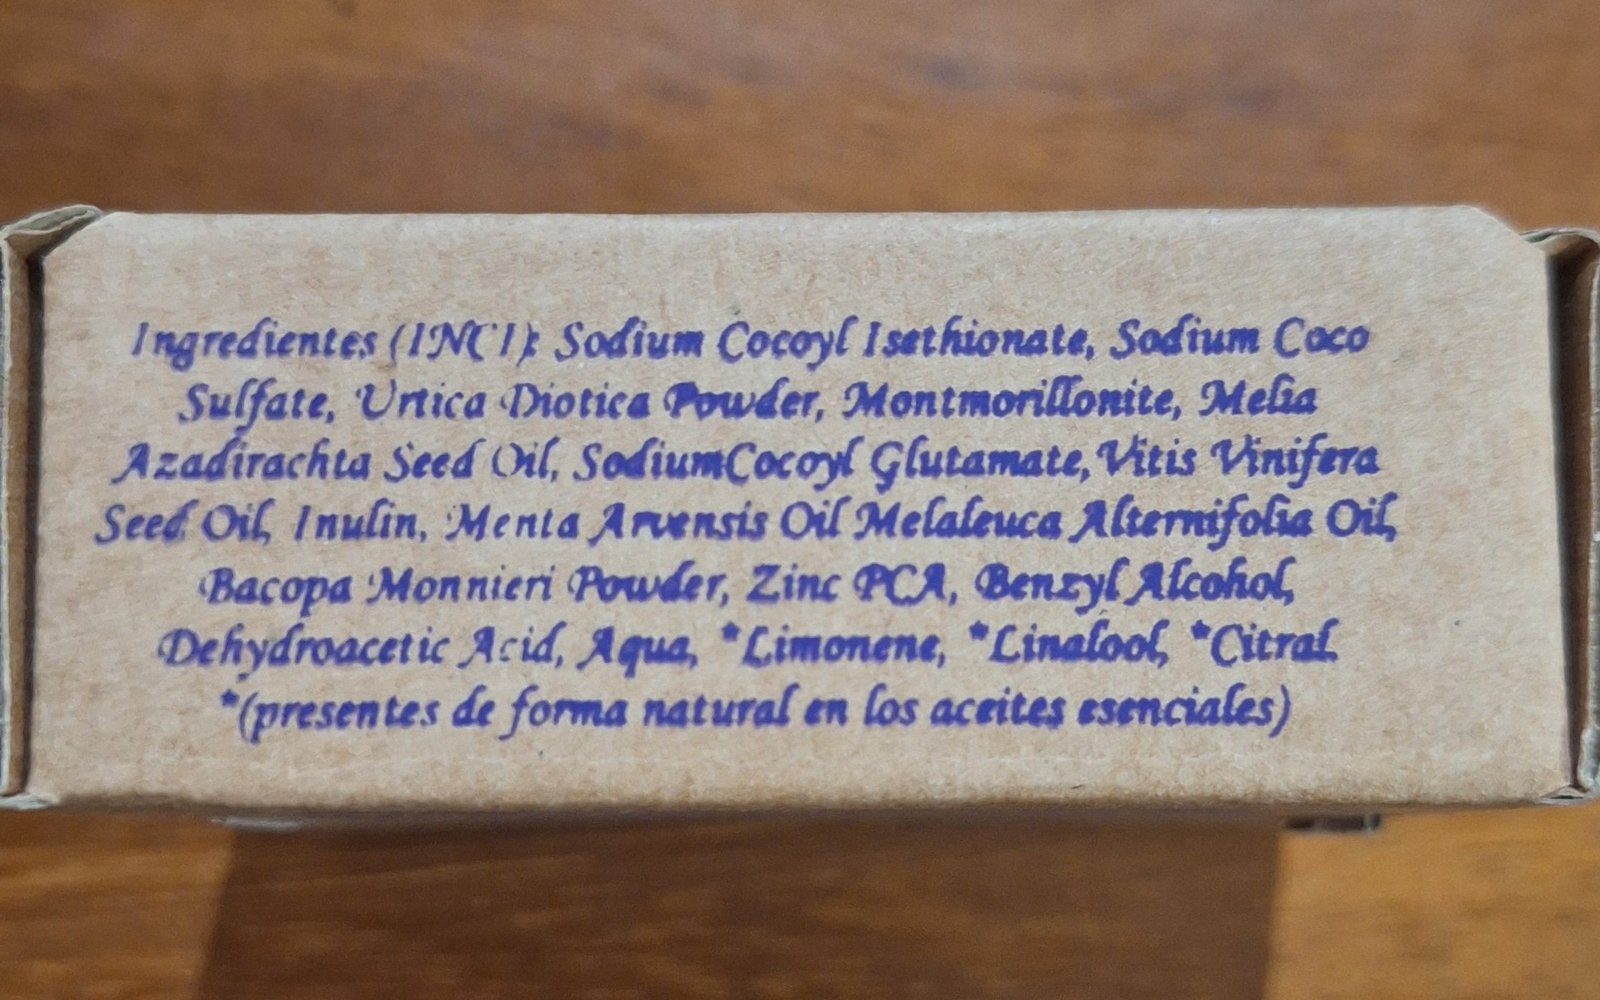 Ingredientes (INCI): Sodium Cocoyl Isethionate, Sodium Coco
Sulfate, Urtica Diotica Powder, Montmorillonite, Melia
Azadirachta Seed Oil, SodiumCocoyl Glutamate, Vitis Vinifera
Seed Oil, Inulin, Menta Arvensis Oil Melaleuca Alternifolia Oil,
Bacopa Monnieri Powder, Zinc PCA, Benzyl Alcohol,
Dehydroacetic Acid, Aqua, *Limonene, *Linalool, *Citral.
*(presentes de forma natural en los aceites esenciales)